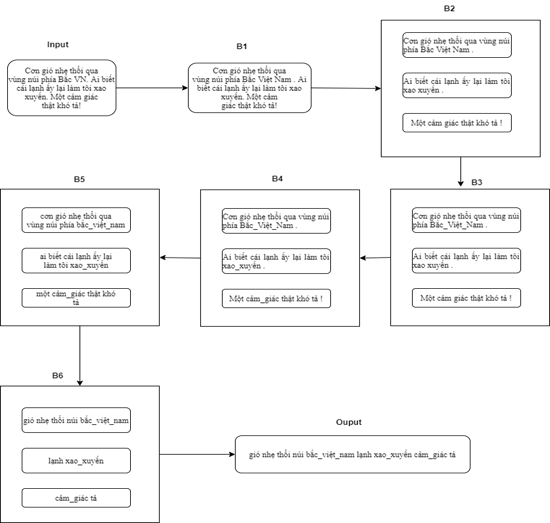 Input
Cơn gió nhẹ thổi qua
vùng núi phía Bắc VN. Ai biết
cái lạnh ấy lại làm tôi xao
xuyến. Một cảm giác
thật khó tả!
B1
Cơn gió nhẹ thổi qua
vùng núi phía Bắc Việt Nam . Ai
biết cái lạnh ấy lại làm tôi xao
xuyến. Một cảm
giác thật khó tả!
B2
Cơn gió nhẹ thổi qua vùng núi
phía Bắc Việt Nam .
Ai biết cái lạnh ấy lại làm tôi
xao xuyến .
Một cảm giác thật khó tả !
B3
Cơn gió nhẹ thổi qua vùng núi
phía Bắc_Việt_Nam .
Ai biết cái lạnh ấy lại làm tôi
xao xuyến .
Một cảm giác thật khó tả !
B4
Cơn gió nhẹ thổi qua vùng núi
phía Bắc_Việt_Nam .
Ai biết cái lạnh ấy lại làm tôi
xao_xuyến .
Một cảm_giác thật khó tả !
B5
cơn gió nhẹ thổi qua
vùng núi phía bắc_việt_nam
ai biết cái lạnh ấy lại
làm tôi xao_xuyến
một cảm_giác thật khó
tả
B6
gió nhẹ thổi núi bắc_việt_nam
lạnh xao_xuyến
cảm_giác tả
Ouput
gió nhẹ thổi núi bắc_việt_nam lạnh xao_xuyến cảm_giác tả